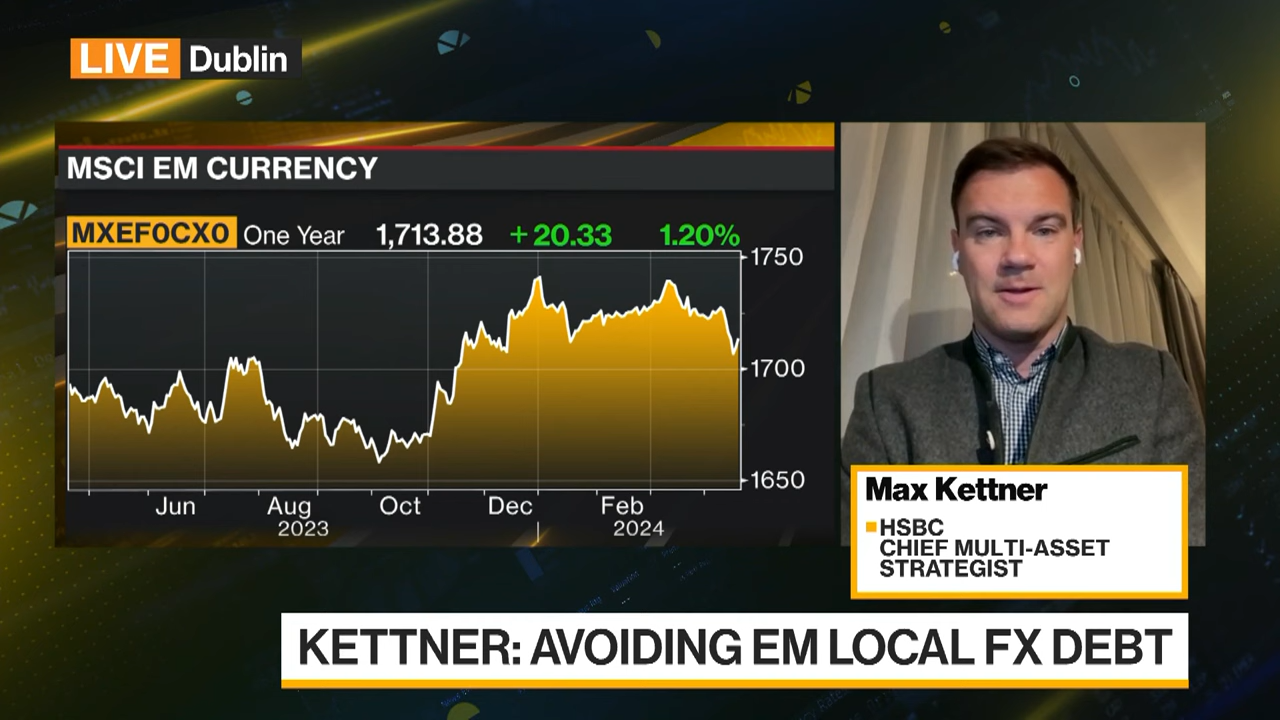 LIVE Dublin
MSCI EM CURRENCY
MXEF0CX0 One Year 1,713.88 +20.33 1.20%
1750
1700
1650
Jun Aug Oct Dec Feb
2023 2024
Max Kettner
HSBC
CHIEF MULTI-ASSET
STRATEGIST
KETTNER: AVOIDING EM LOCAL FX DEBT